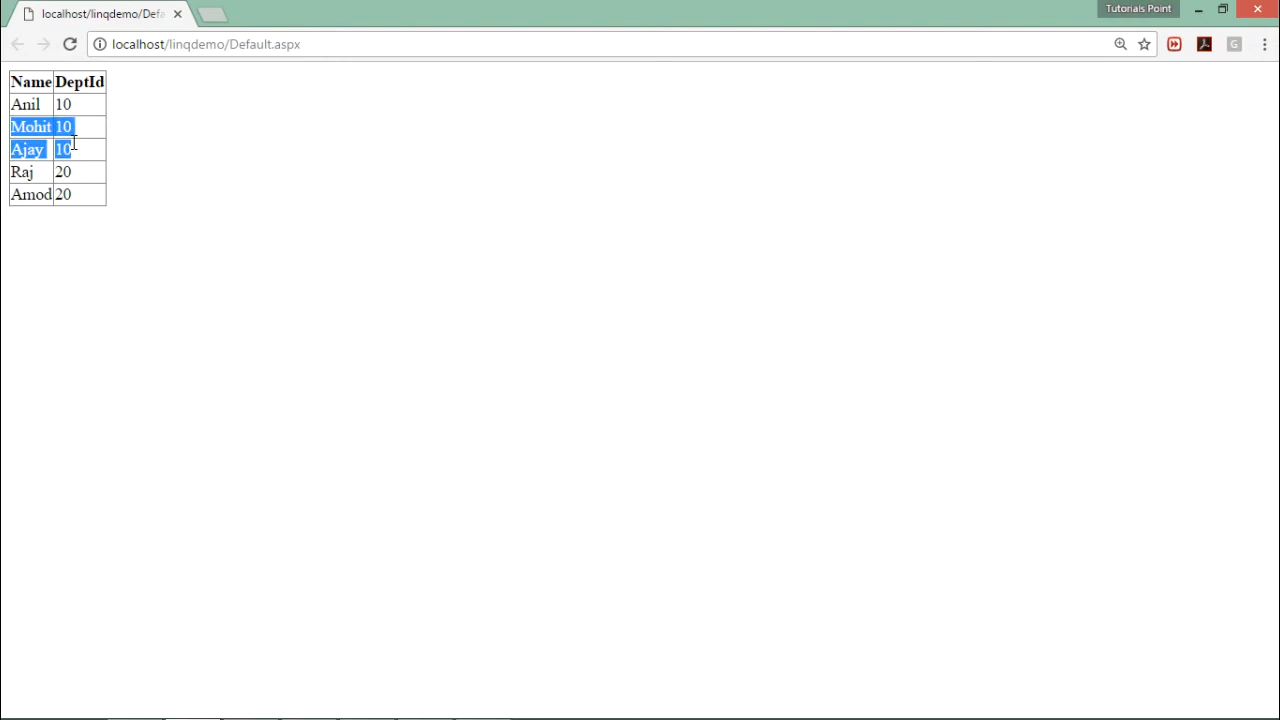 localhost/linqdemo/Defa
Tutorials Point
localhost/linqdemo/Default.aspx
G
Name DeptId
Anil 10
Mohit 10
Ajay 10
Raj 20
Amod 20